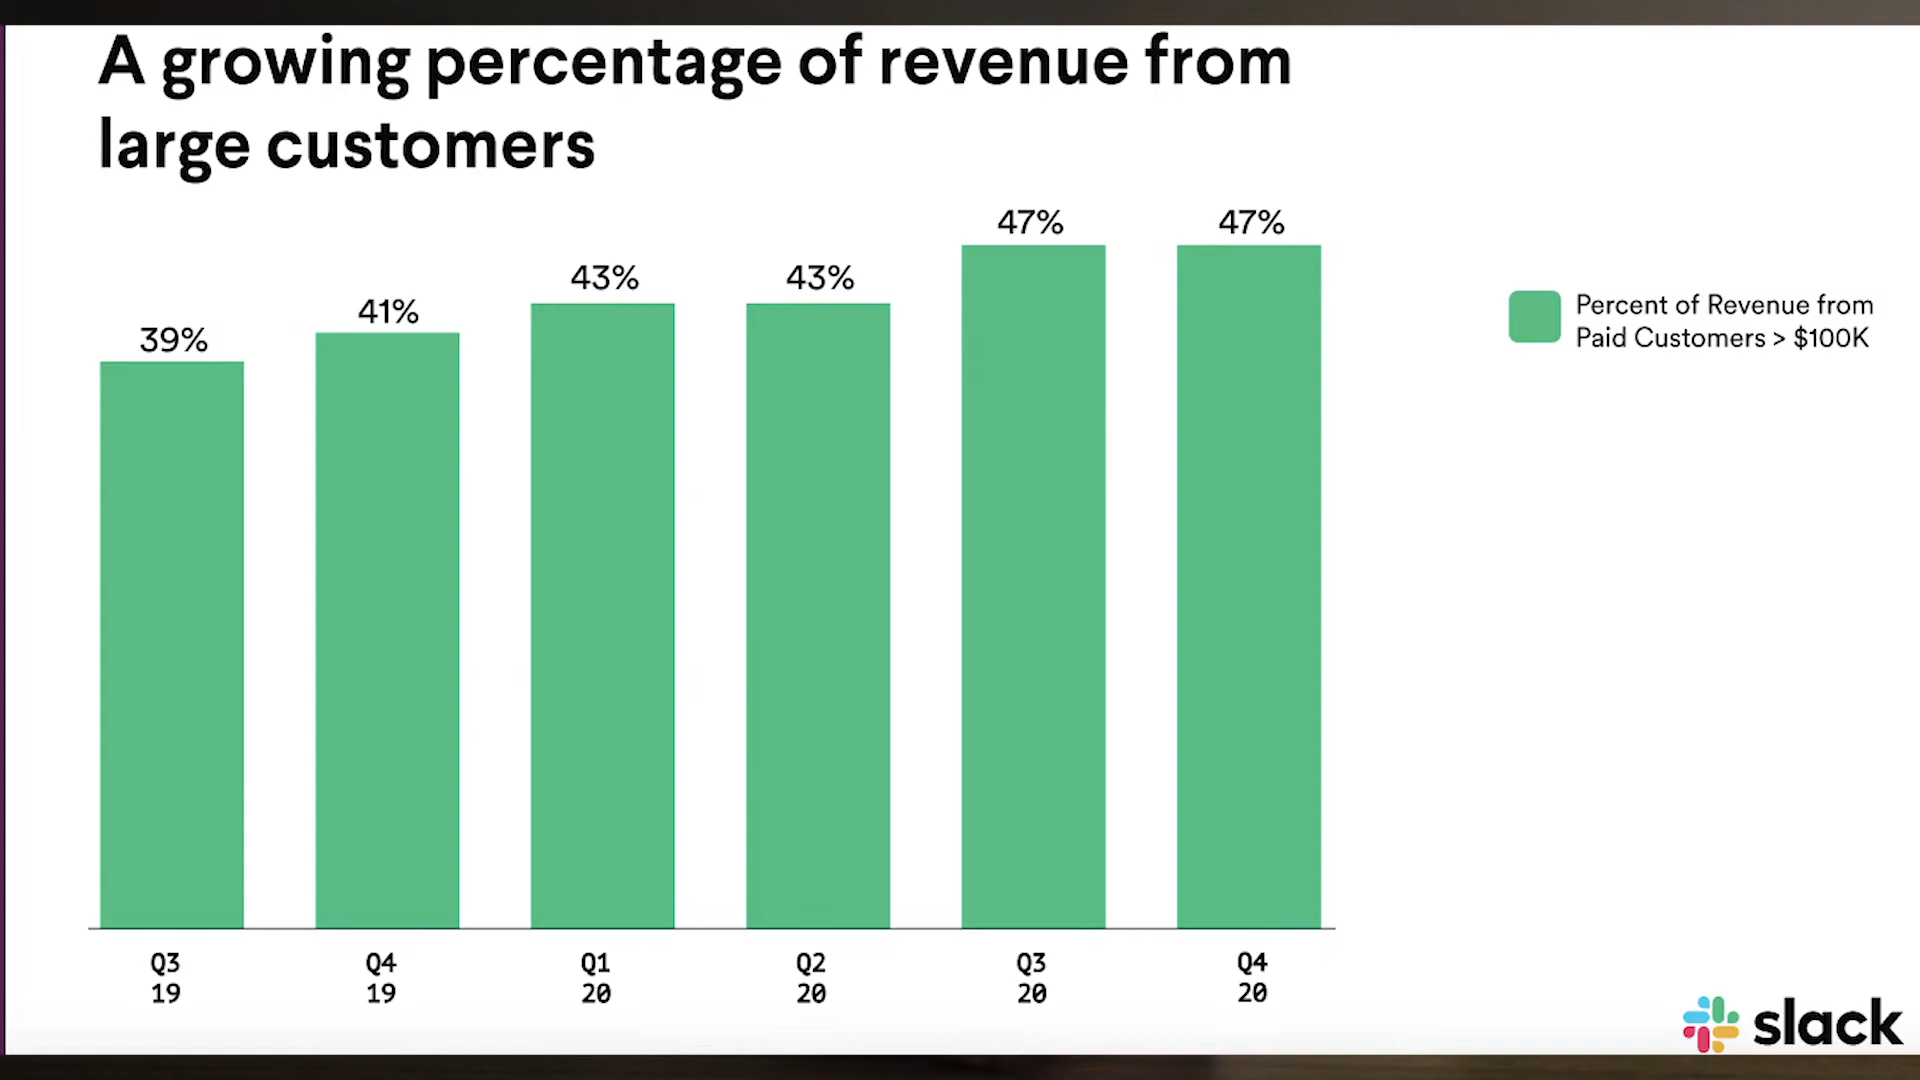 A growing percentage of revenue from
large customers
39%
41%
43%
43%
47%
47%
Percent of Revenue from
Paid Customers > $100K
Q3
19
Q4
19
Q1
20
Q2
20
Q3
20
Q4
20
slack